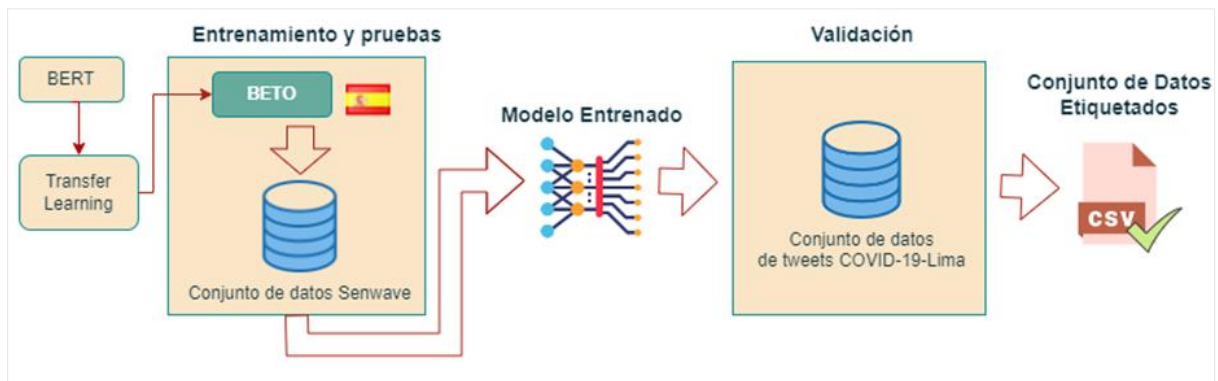 Entrenamiento y pruebas
BERT
Transfer
Learning
BETO
Conjunto de datos Senwave
Modelo Entrenado
Validación
Conjunto de datos
de tweets COVID-19-Lima
Conjunto de Datos
Etiquetados
CSV